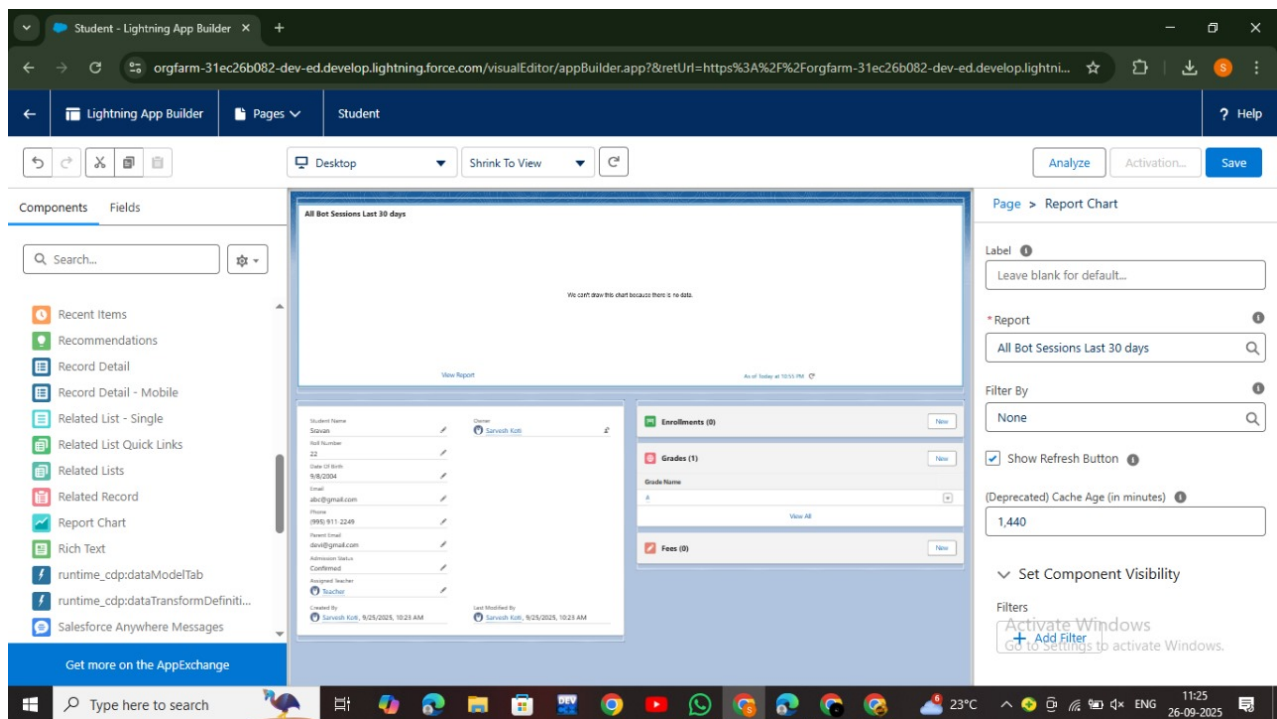 Student - Lightning App Builder
orgfarm-31ec26b082-dev-ed.develop.lightning.force.com/visualEditor/appBuilder.app?&retUrl=https%3A%2F%2Forgfarm-31ec26b082-dev-ed.develop.lightni...
S
Lightning App Builder
Pages
Student
? Help
Desktop
Shrink To View
Analyze
Activation...
Save
Components
Fields
Search...
Recent Items
Recommendations
Record Detail
Record Detail - Mobile
Related List - Single
Related List Quick Links
Related Lists
Related Record
Report Chart
Rich Text
runtime_cdp:dataModelTab
runtime_cdp:dataTransformDefiniti...
Salesforce Anywhere Messages
Get more on the AppExchange
All Bot Sessions Last 30 days
We can't draw this chart because there is no data.
View Report
As of Today at 10:55 PM
Student Name
Sravan
Owner
Sarvesh Koti
Roll Number
22
Date Of Birth
9/8/2004
Email
abc@gmail.com
Phone
(995) 911-2249
Parent Email
devi@gmail.com
Admission Status
Confirmed
Assigned Teacher
Teacher
Created By
Sarvesh Koti, 9/25/2025, 10:23 AM
Last Modified By
Sarvesh Koti, 9/25/2025, 10:23 AM
Enrollments (0)
New
Grades (1)
New
Grade Name
View All
Fees (0)
New
Page > Report Chart
Label
Leave blank for default...
* Report
All Bot Sessions Last 30 days
Filter By
None
Show Refresh Button
(Deprecated) Cache Age (in minutes)
1,440
Set Component Visibility
Filters
+ Add Filter
Activate Windows
Go to Settings to activate Windows.
Type here to search
DEV
6
23°C
ENG
11:25
26-09-2025